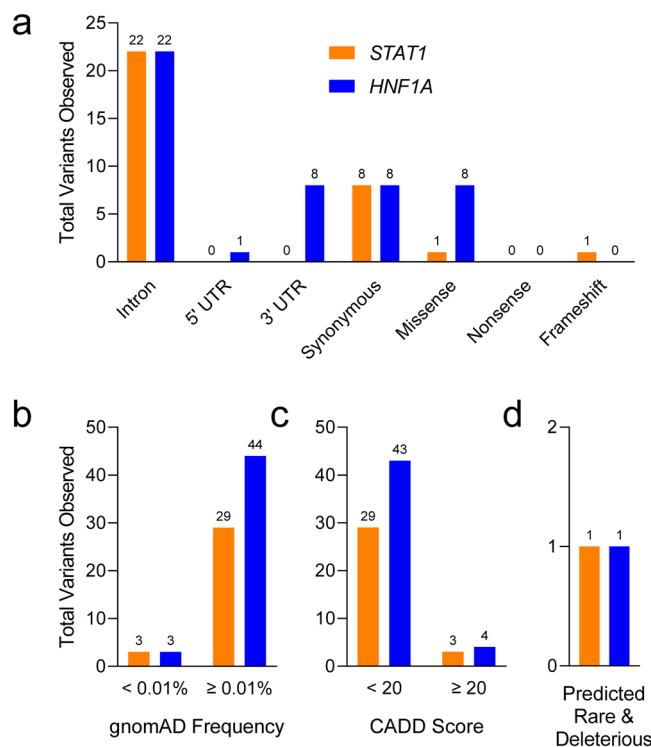 a
Total Variants Observed
25
20
15
10
5
0
22 22
0 1
0 8
8 8
1 8
0 0
1 0
STAT1
HNF1A
Intron
5' UTR
3' UTR
Synonymous
Missense
Nonsense
Frameshift
b
Total Variants Observed
50
40
30
20
10
0
3 3
29 44
< 0.01% ≥ 0.01%
gnomAD Frequency
c
50
40
30
20
10
0
29 43
3 4
< 20 ≥ 20
CADD Score
d
2
1
0
1 1
Predicted
Rare &
Deleterious